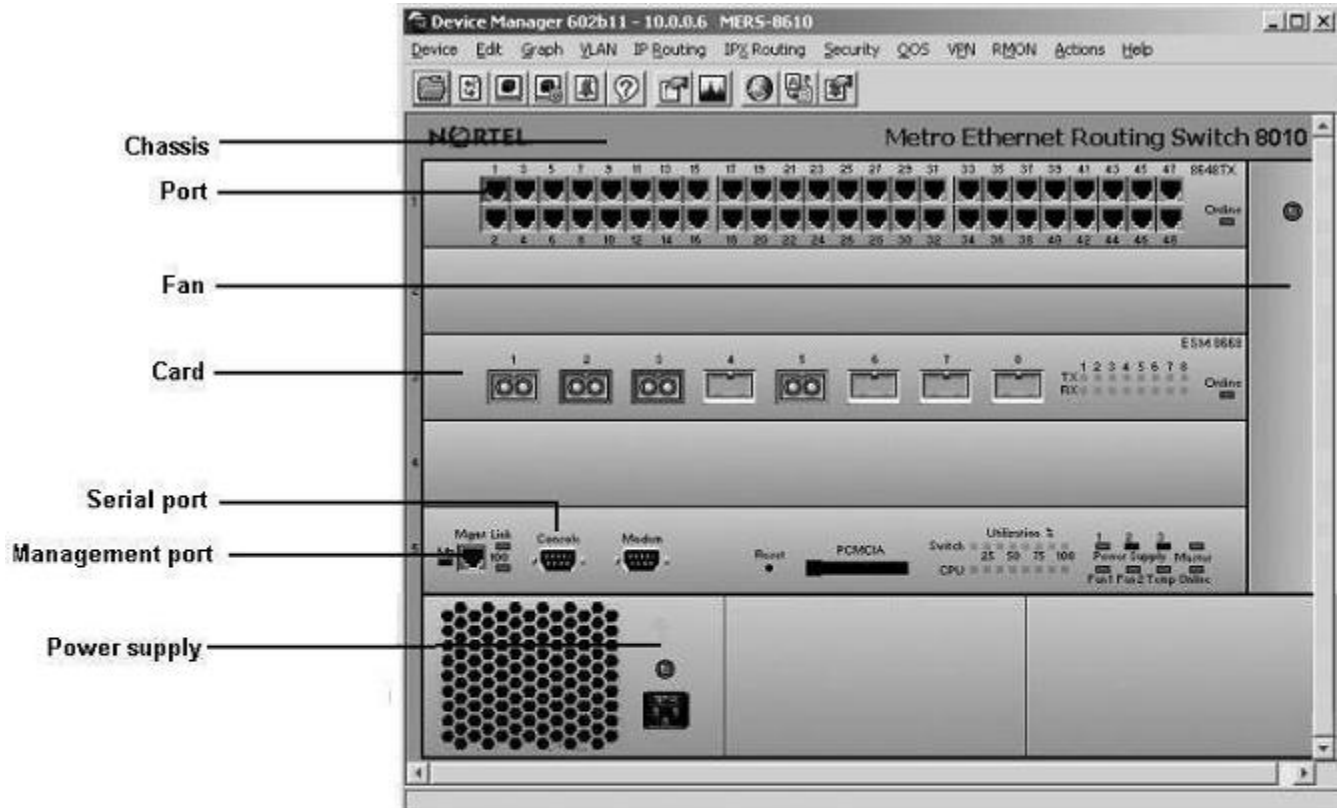 Device Manager 602b11 - 10.0.0.6 MERS-8610
Device Edit Graph VLAN IP Routing IPX Routing Security QOS VPN RMON Actions Help
NORTEL
Metro Ethernet Routing Switch 8010
Chassis
1 3 5 7 9 11 13 15 17 19 21 23 25 27 29 31 33 35 37 39 41 43 45 47 8648TX
Port
1
Online
2 4 6 8 10 12 14 16 18 20 22 24 26 28 30 32 34 36 38 40 42 44 46 48
Fan
2
ESM 8668
1 2 3 4 5 6 7 8
1 2 3 4 5 6 7 8
Card
3
TX
RX
Online
4
Serial port
Management port
5
Mgmt Link
100
Console
Modem
Reset
PCMCIA
Utilization %
Switch
25 50 75 100
CPU
1 2 3
Power Supply Master
Fan1 Fan2 Temp Online
Power supply